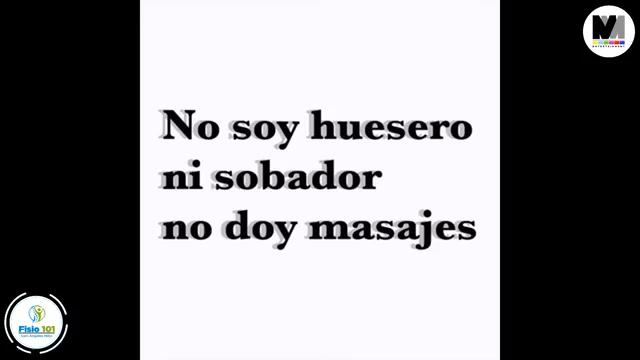 No soy huesero
ni sobador
no doy masajes
Fisio 101